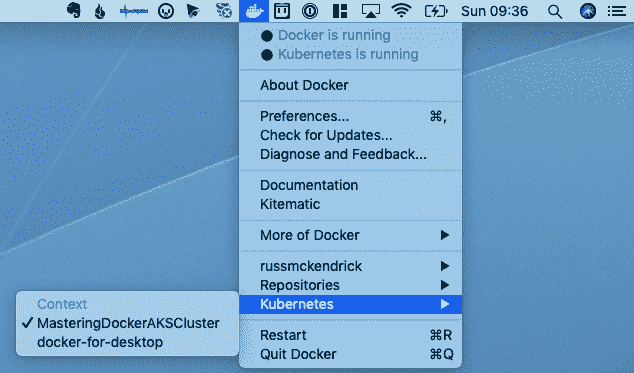 Sun 09:36
Docker is running
Kubernetes is running
About Docker
Preferences... ⌘,
Check for Updates...
Diagnose and Feedback...
Documentation
Kitematic
More of Docker ▶
russmckendrick ▶
Repositories ▶
Kubernetes ▶
Context
✓ MasteringDockerAKSCluster
docker-for-desktop
Restart ⌘R
Quit Docker ⌘Q